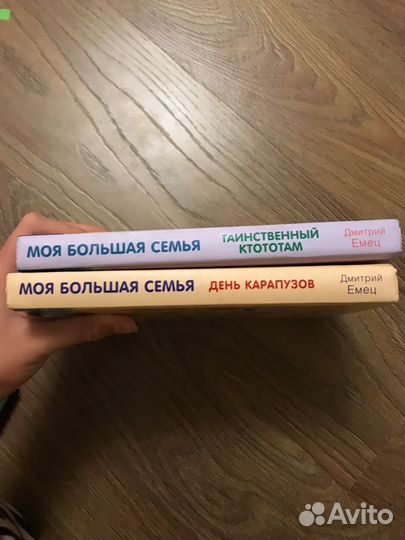 МОЯ БОЛЬШАЯ СЕМЬЯ
ТАИНСТВЕННЫЙ
КТОТОТАМ
Дмитрий
Емец
МОЯ БОЛЬШАЯ СЕМЬЯ
ДЕНЬ КАРАПУЗОВ
Дмитрий
Емец
Avito